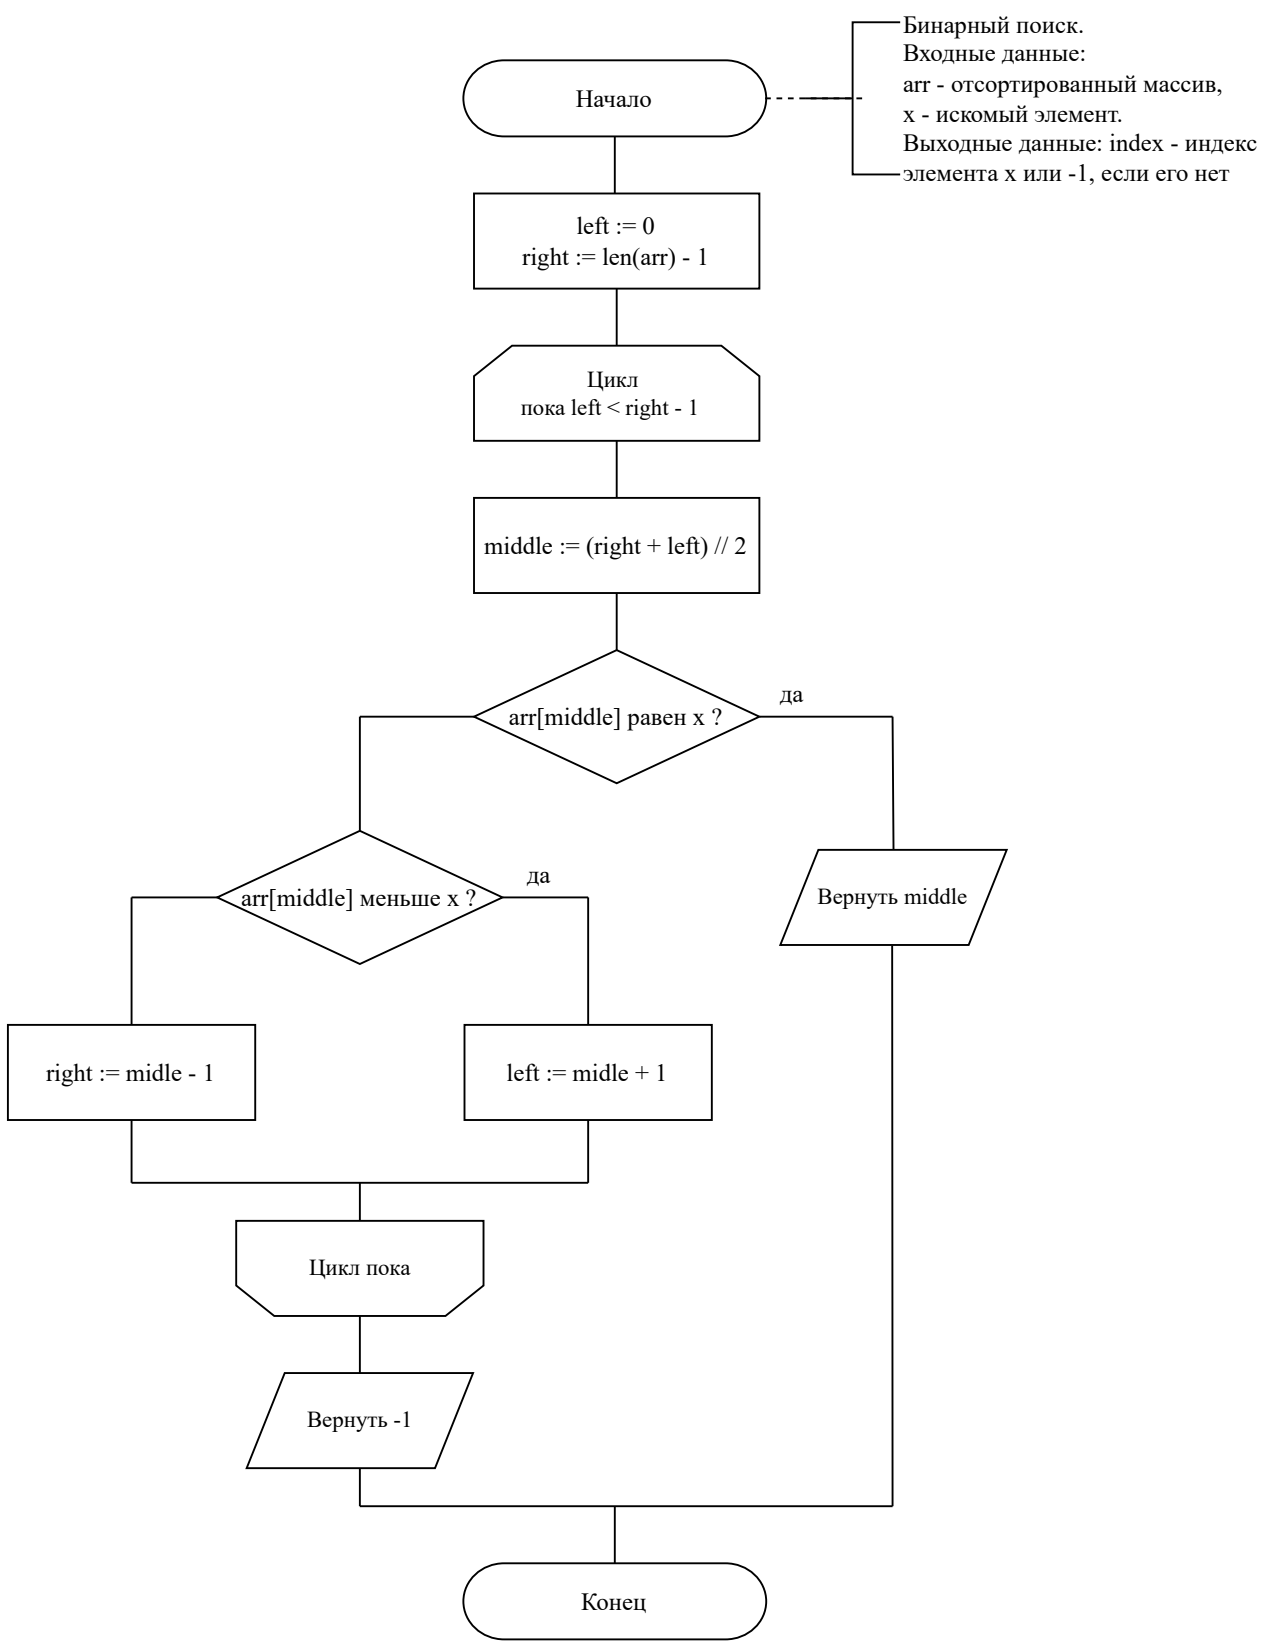 Бинарный поиск.
Входные данные:
arr - отсортированный массив,
x - искомый элемент.
Выходные данные: index - индекс
элемента x или -1, если его нет
Начало
left := 0
right := len(arr) - 1
Цикл
пока left < right - 1
middle := (right + left) // 2
arr[middle] равен x ?
да
arr[middle] меньше x ?
да
Вернуть middle
right := midle - 1
left := midle + 1
Цикл пока
Вернуть -1
Конец